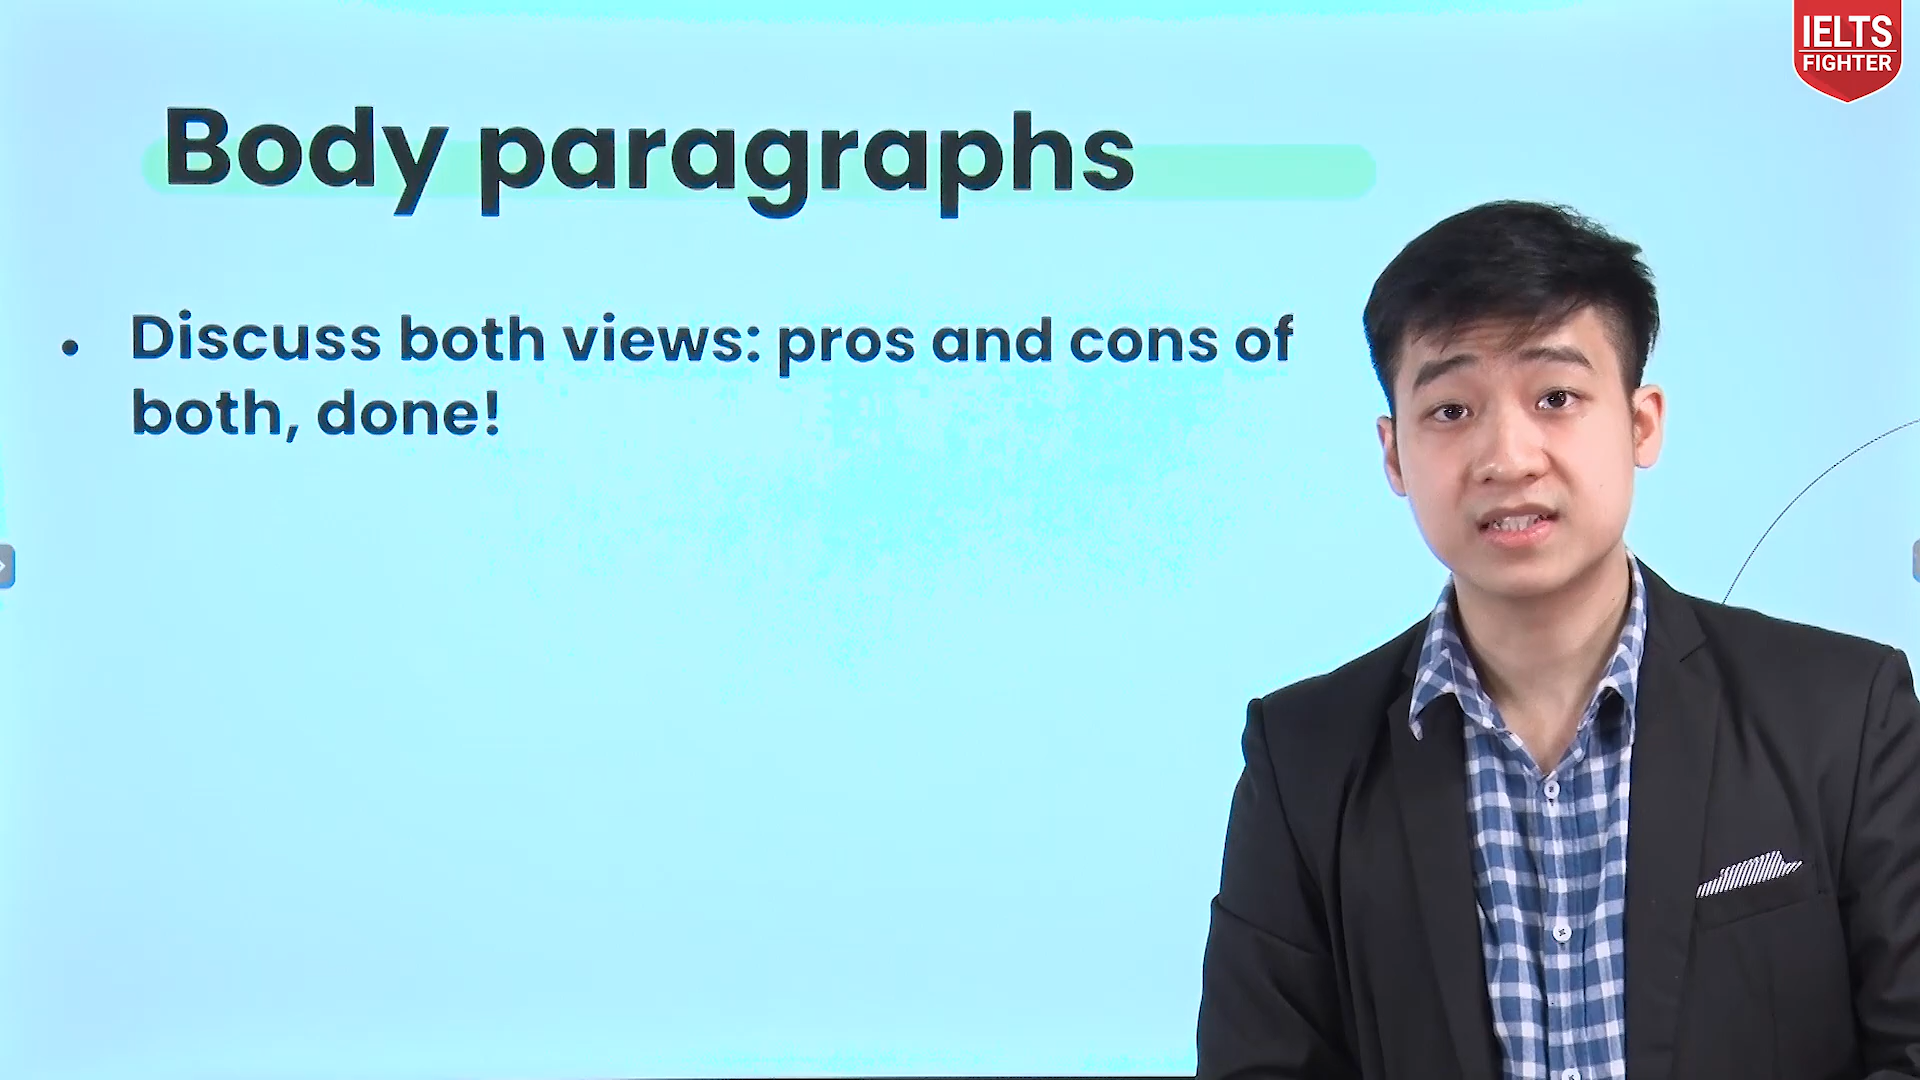 IELTS
FIGHTER
Body paragraphs
• Discuss both views: pros and cons of
both, done!